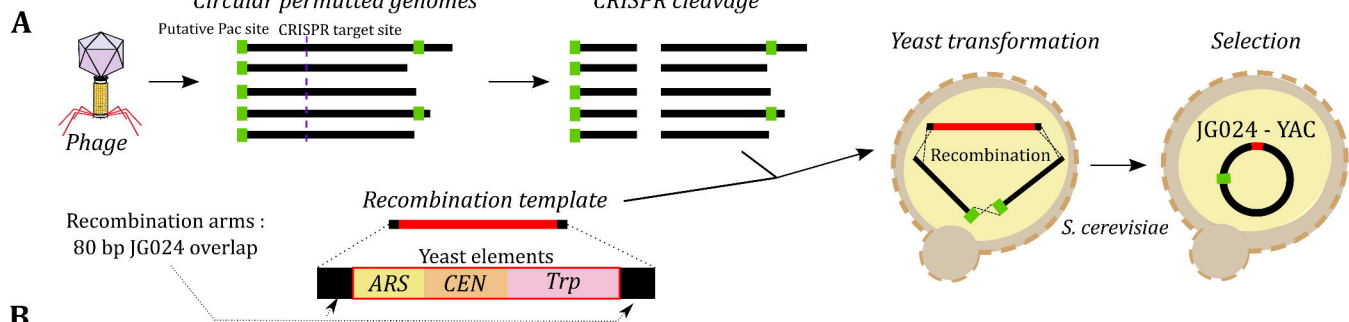 A
Circular permutted genomes
CRISPR cleavage
Putative Pac site
CRISPR target site
Phage
Yeast transformation
Selection
Recombination
JG024 - YAC
S. cerevisiae
Recombination template
Recombination arms :
80 bp JG024 overlap
Yeast elements
ARS
CEN
Trp
B